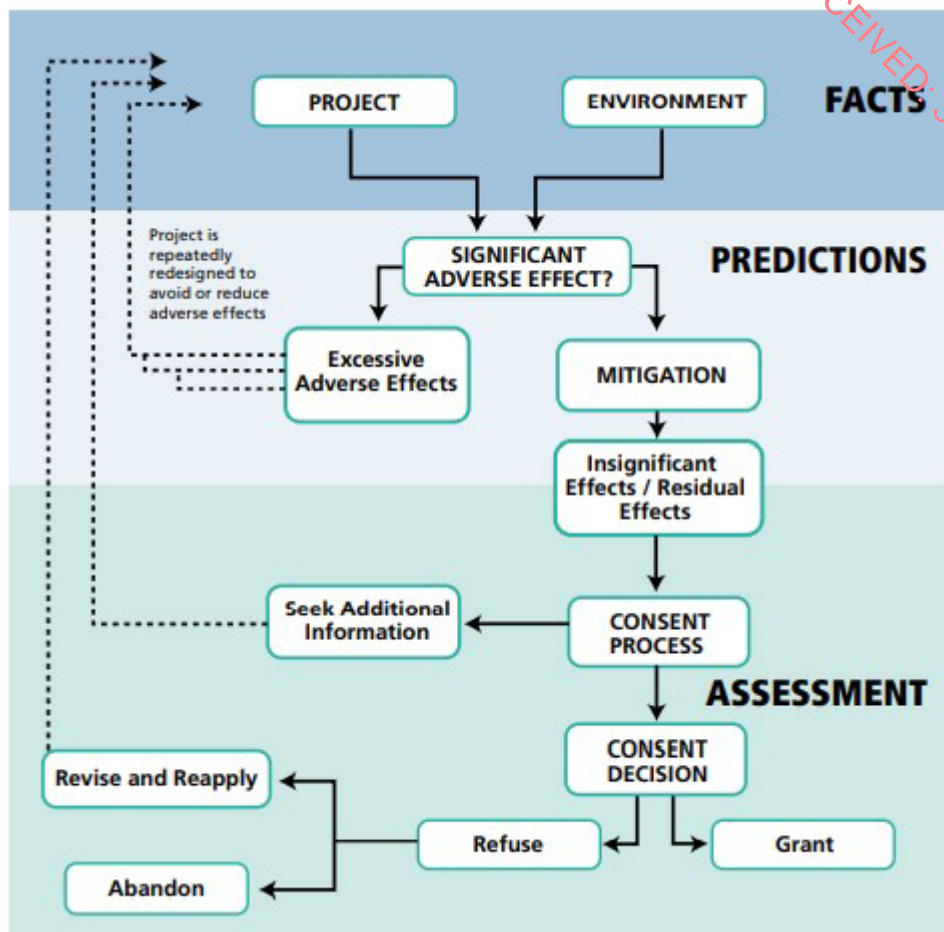 PROJECT
ENVIRONMENT
FACTS
Project is
repeatedly
redesigned to
avoid or reduce
adverse effects
SIGNIFICANT
ADVERSE EFFECT?
PREDICTIONS
Excessive
Adverse Effects
MITIGATION
Insignificant
Effects / Residual
Effects
Seek Additional
Information
CONSENT
PROCESS
ASSESSMENT
CONSENT
DECISION
Revise and Reapply
Refuse
Grant
Abandon